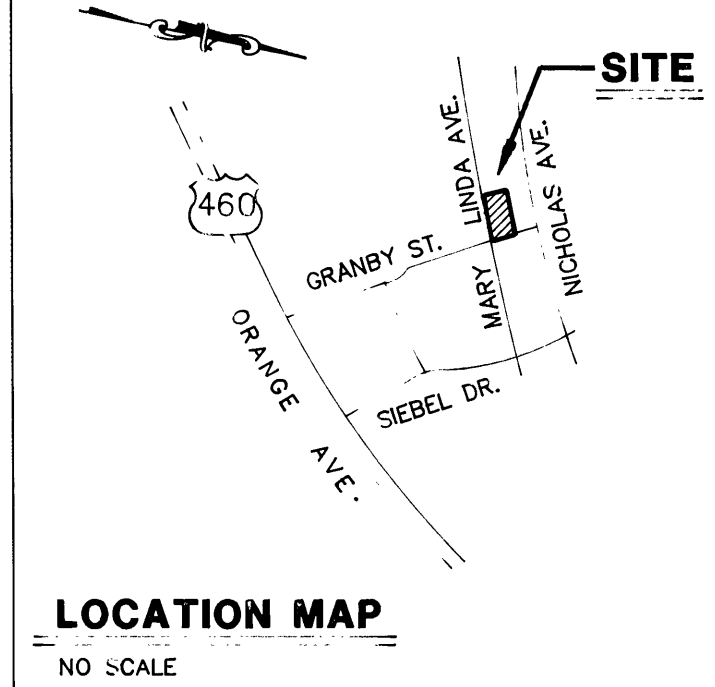 SITE
LINDA AVE.
NICHOLAS AVE.
460
GRANBY ST.
MARY
ORANGE AVE.
SIEBEL DR.
LOCATION MAP
NO SCALE